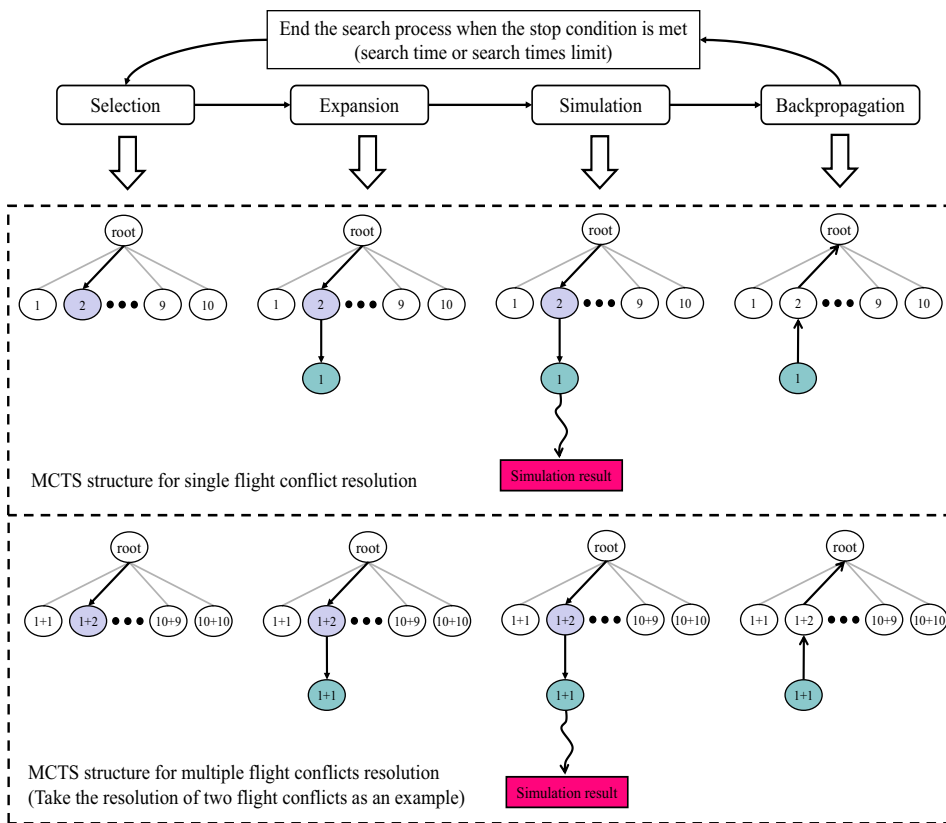 End the search process when the stop condition is met
(search time or search times limit)
Selection
Expansion
Simulation
Backpropagation
root
root
root
root
1
2
9
10
1
2
9
10
1
2
9
10
1
2
9
10
1
1
1
MCTS structure for single flight conflict resolution
Simulation result
root
root
root
root
1+1
1+2
10+9
10+10
1+1
1+2
10+9
10+10
1+1
1+2
10+9
10+10
1+1
1+2
10+9
10+10
1+1
1+1
1+1
MCTS structure for multiple flight conflicts resolution
(Take the resolution of two flight conflicts as an example)
Simulation result